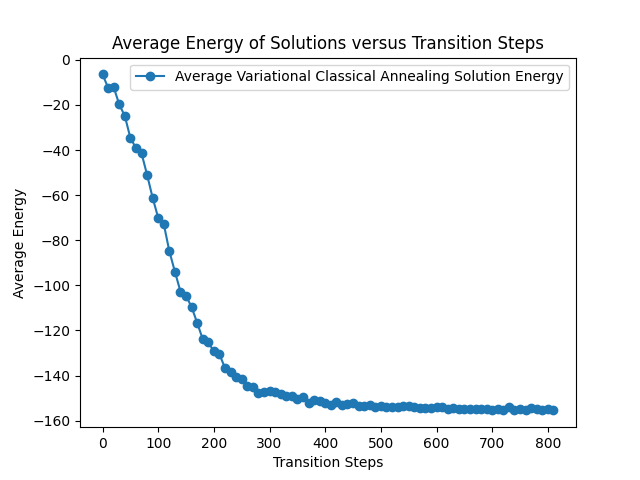 Average Energy of Solutions versus Transition Steps
Average Variational Classical Annealing Solution Energy
0
−20
−40
−60
−80
−100
−120
−140
−160
Average Energy
0 100 200 300 400 500 600 700 800
Transition Steps